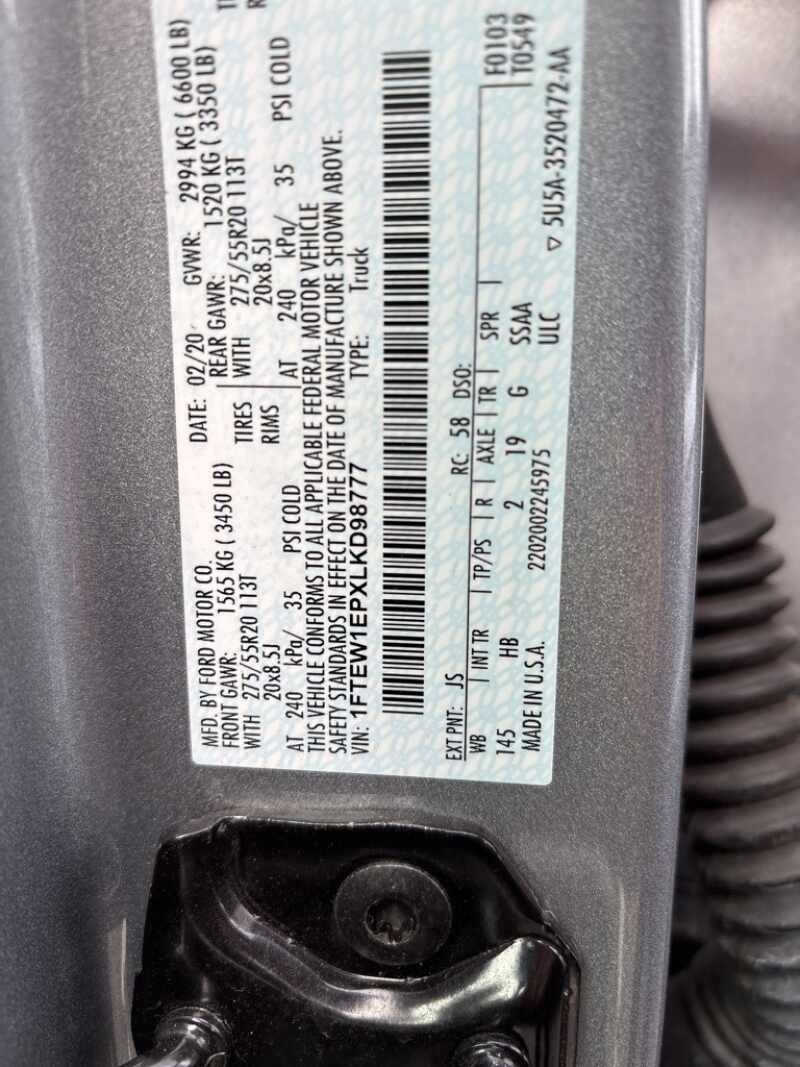 MFD. BY FORD MOTOR CO.
DATE: 02/20 GVWR: 2994 KG ( 6600 LB)
FRONT GAWR: 1565 KG ( 3450 LB)
REAR GAWR: 1520 KG ( 3350 LB)
WITH 275/55R20 113T TIRES WITH 275/55R20 113T
20x8.5J RIMS 20x8.5J
AT 240 kPa/ 35 PSI COLD AT 240 kPa/ 35 PSI COLD
THIS VEHICLE CONFORMS TO ALL APPLICABLE FEDERAL MOTOR VEHICLE
SAFETY STANDARDS IN EFFECT ON THE DATE OF MANUFACTURE SHOWN ABOVE.
VIN: 1FTEW1EPXLKD98777 TYPE: Truck
F0103
T0549
EXT PNT: JS RC: 58 DSO:
WB INT TR TP/PS R AXLE TR SPR
145 HB 2 19 G SSAA
ULC
MADE IN U.S.A. 2202002245975 ▽ 5U5A-3520472-AA